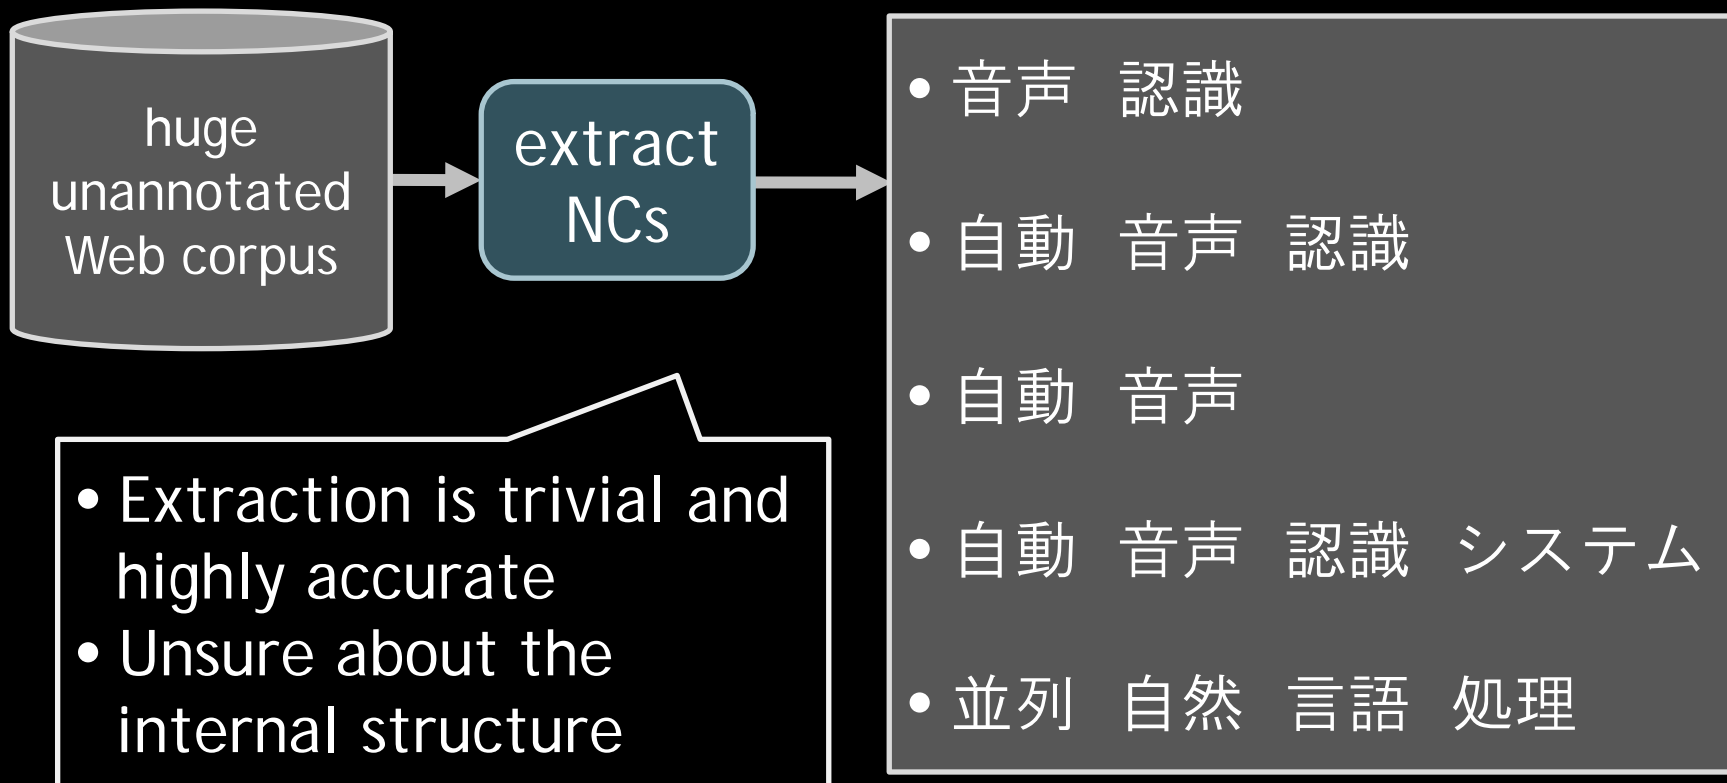 huge
unannotated
Web corpus
extract
NCs
• 音声 認識
• 自動 音声 認識
• 自動 音声
• 自動 音声 認識 システム
• 並列 自然 言語 処理
• Extraction is trivial and
highly accurate
• Unsure about the
internal structure